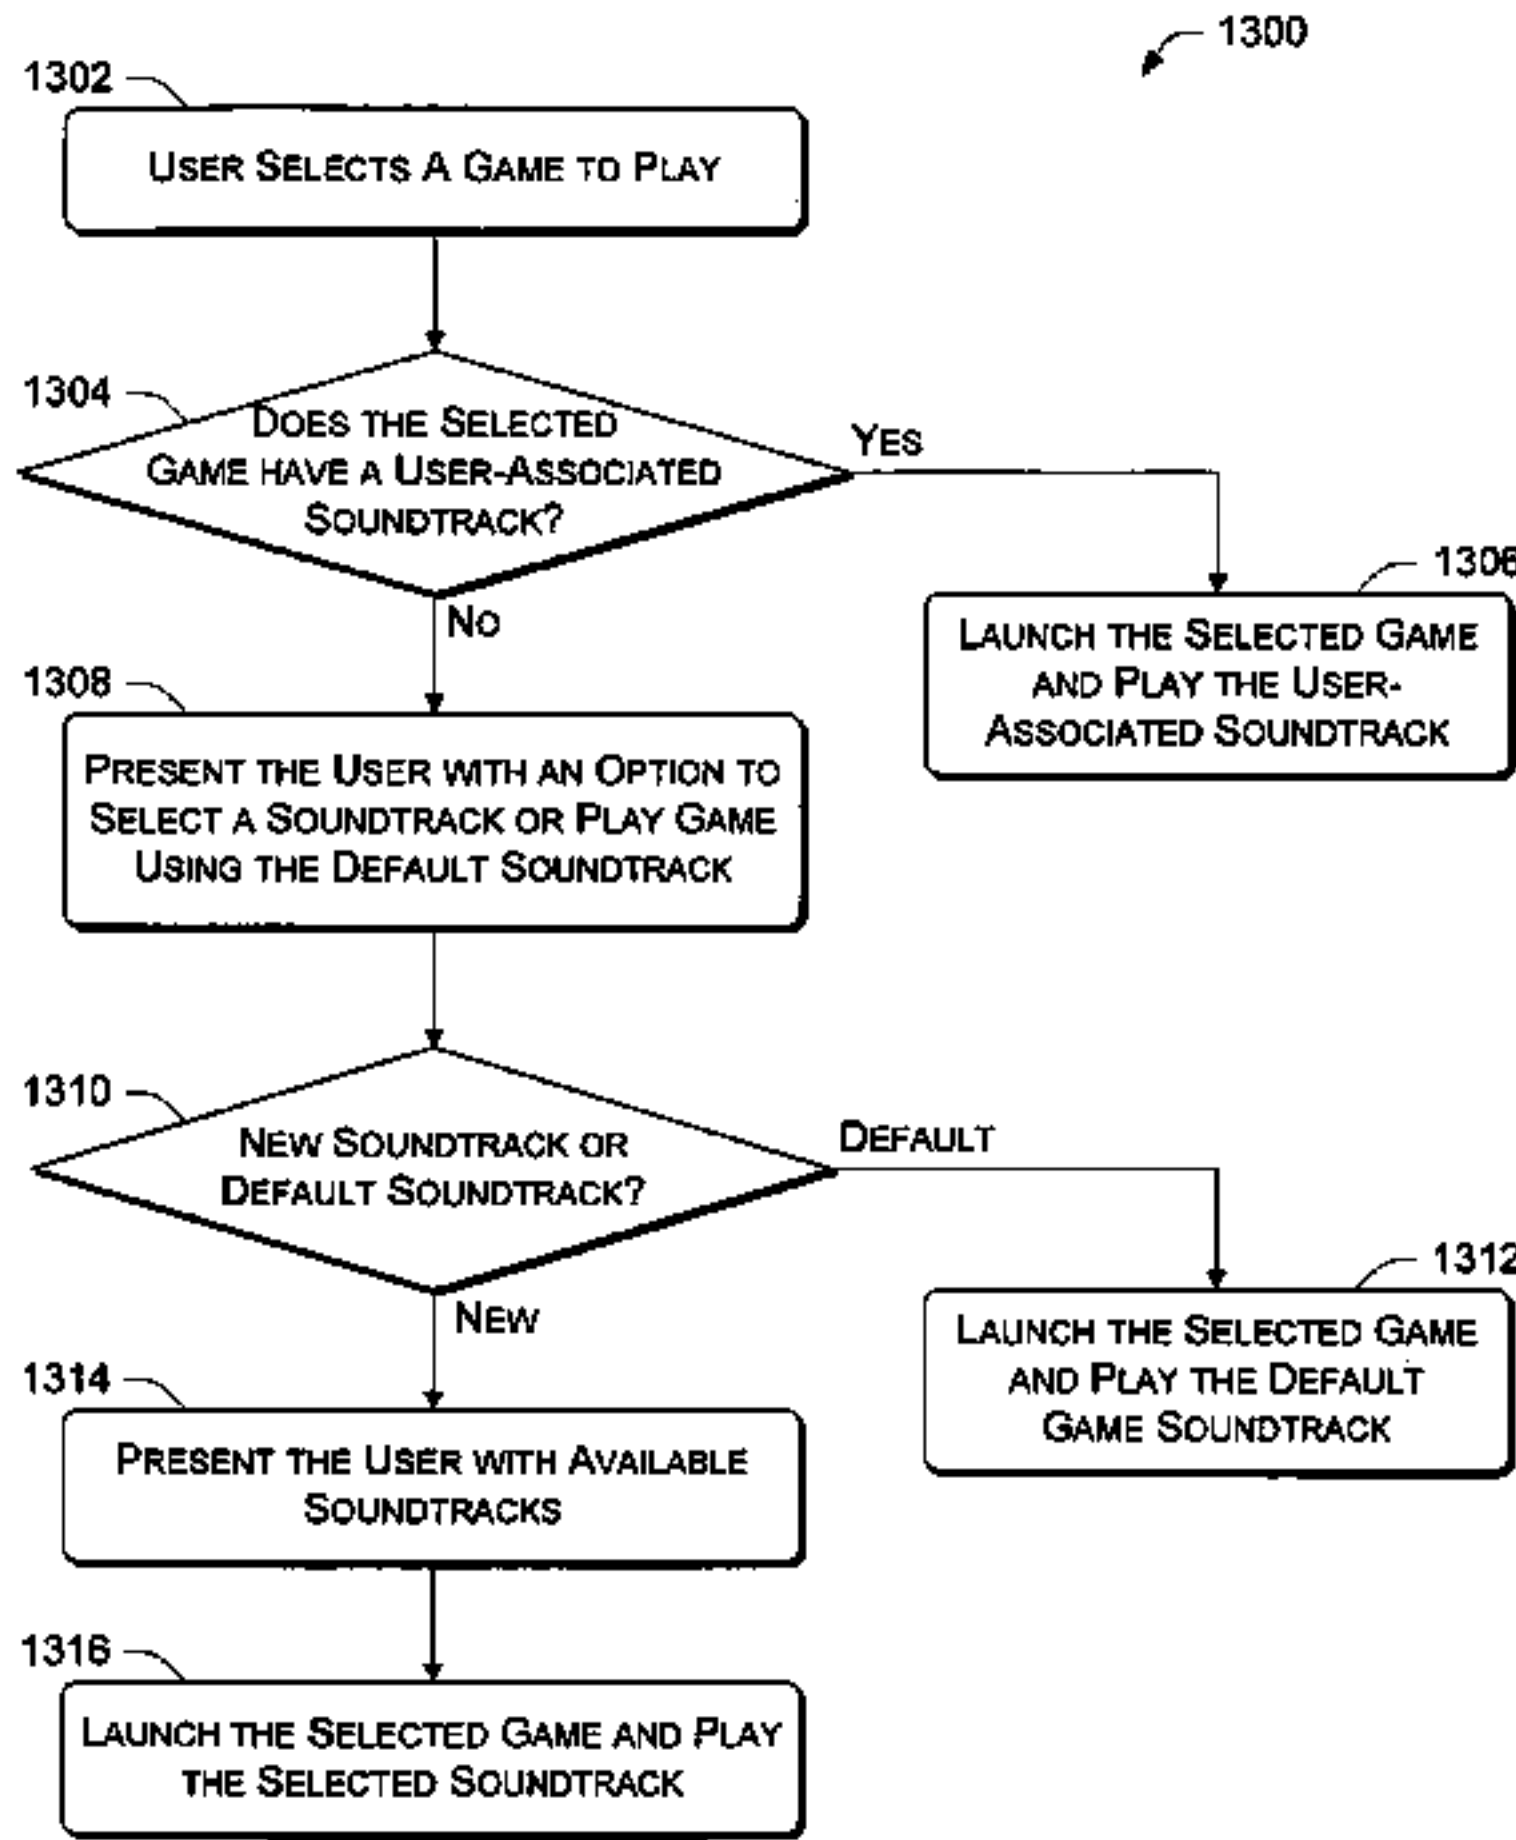 1300
1302
USER SELECTS A GAME TO PLAY
1304
DOES THE SELECTED
GAME HAVE A USER-ASSOCIATED
SOUNDTRACK?
YES
NO
1306
LAUNCH THE SELECTED GAME
AND PLAY THE USER-
ASSOCIATED SOUNDTRACK
1308
PRESENT THE USER WITH AN OPTION TO
SELECT A SOUNDTRACK OR PLAY GAME
USING THE DEFAULT SOUNDTRACK
1310
NEW SOUNDTRACK OR
DEFAULT SOUNDTRACK?
DEFAULT
NEW
1312
LAUNCH THE SELECTED GAME
AND PLAY THE DEFAULT
GAME SOUNDTRACK
1314
PRESENT THE USER WITH AVAILABLE
SOUNDTRACKS
1316
LAUNCH THE SELECTED GAME AND PLAY
THE SELECTED SOUNDTRACK